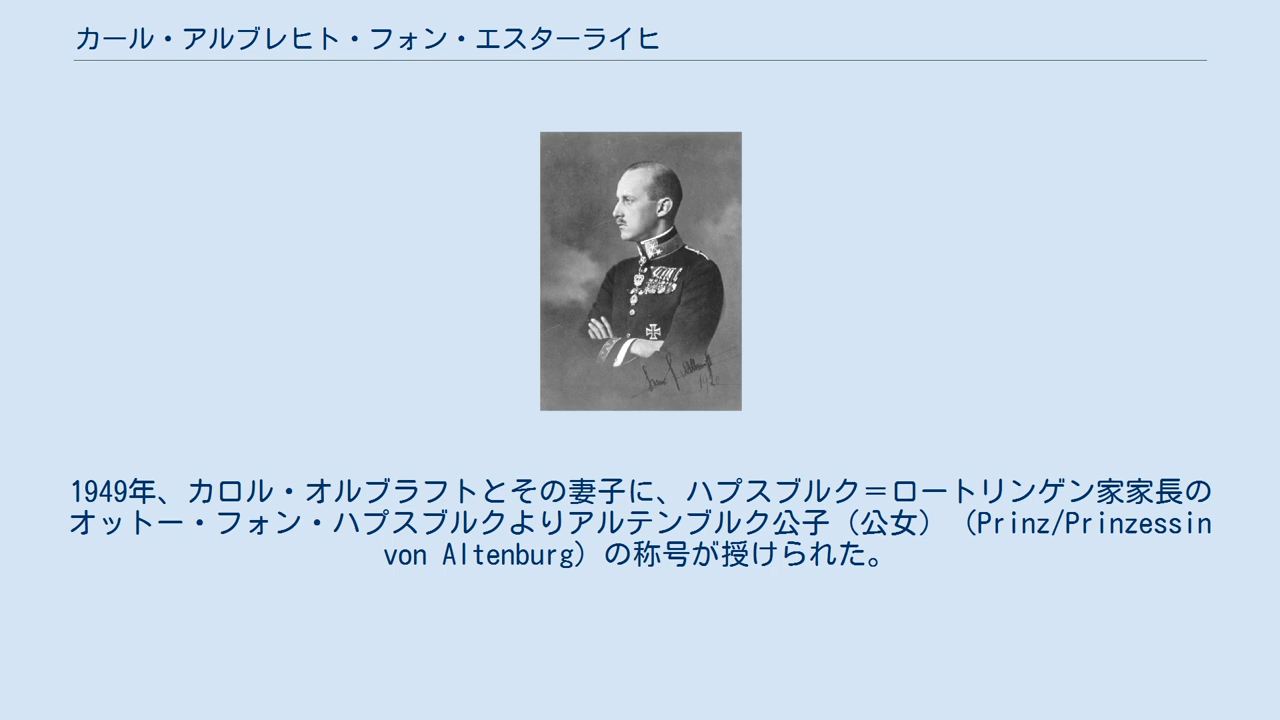 カール・アルブレヒト・フォン・エスターライヒ
1949年、カロル・オルブラフトとその妻子に、ハプスブルク＝ロートリンゲン家家長の
オットー・フォン・ハプスブルクよりアルテンブルク公子（公女）（Prinz/Prinzessin
von Altenburg）の称号が授けられた。